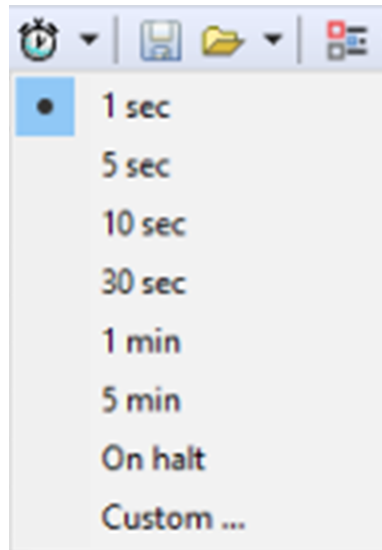 1 sec
5 sec
10 sec
30 sec
1 min
5 min
On halt
Custom ...